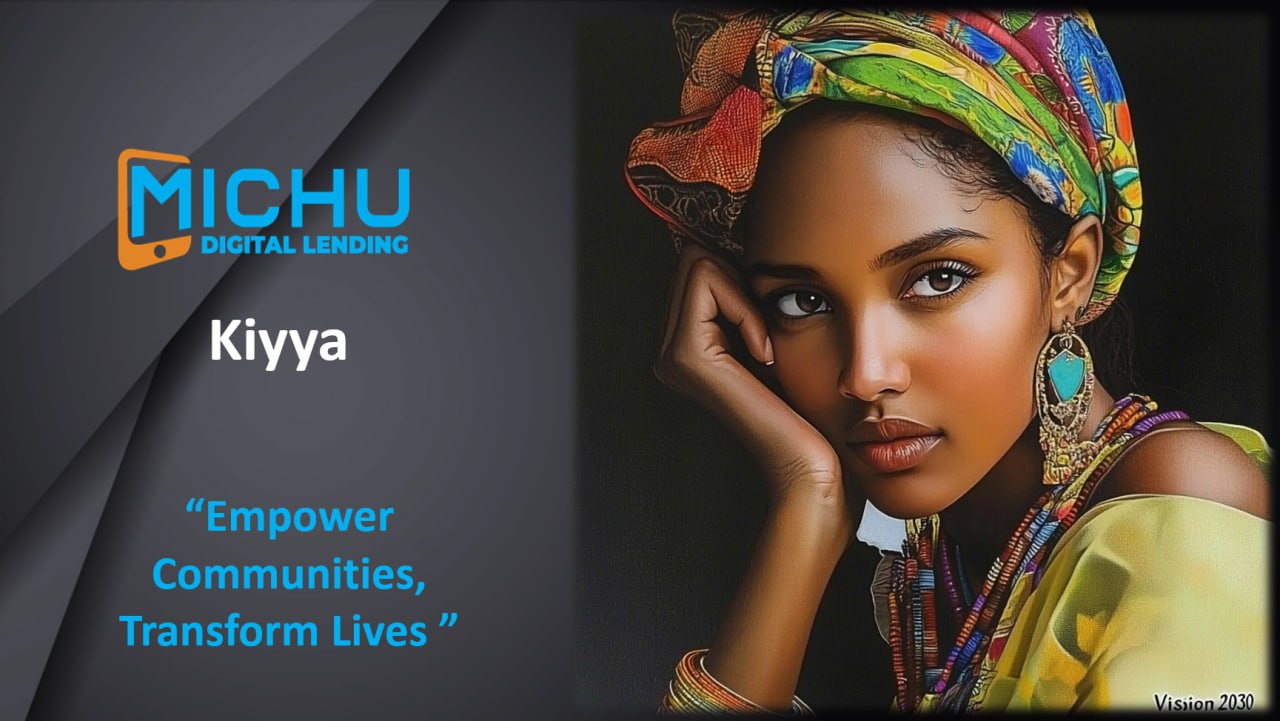 MICHU
DIGITAL LENDING
Kiyya
“Empower
Communities,
Transform Lives ”
Vision 2030